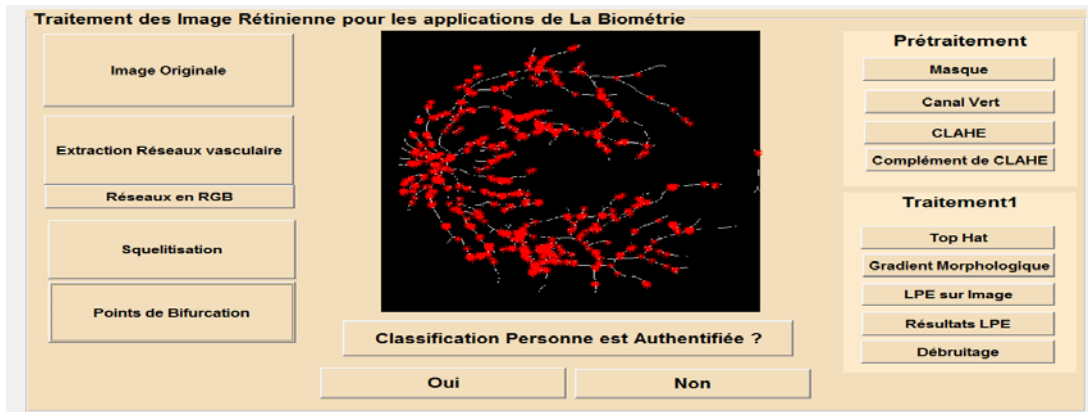 Traitement des Image Rétinienne pour les applications de La Biométrie
Image Originale
Extraction Réseaux vasculaire
Réseaux en RGB
Squelitisation
Points de Bifurcation
Classification Personne est Authentifiée ?
Oui
Non
Prétraitement
Masque
Canal Vert
CLAHE
Complément de CLAHE
Traitement1
Top Hat
Gradient Morphologique
LPE sur Image
Résultats LPE
Débruitage